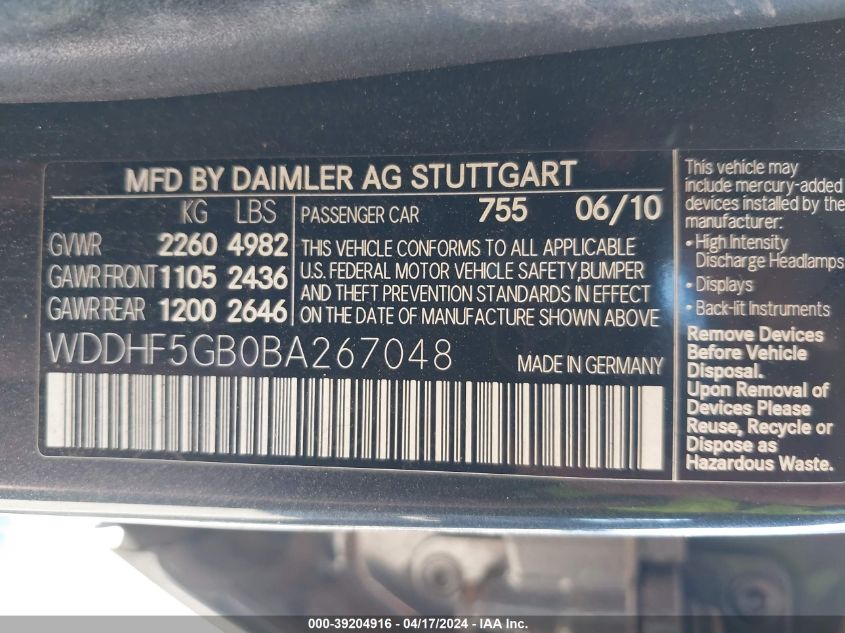 MFD BY DAIMLER AG STUTTGART
KG LBS
GVWR 2260 4982
GAWR FRONT 1105 2436
GAWR REAR 1200 2646
PASSENGER CAR 755 06/10
THIS VEHICLE CONFORMS TO ALL APPLICABLE
U.S. FEDERAL MOTOR VEHICLE SAFETY,BUMPER
AND THEFT PREVENTION STANDARDS IN EFFECT
ON THE DATE OF MANUFACTURE SHOWN ABOVE
WDDHF5GB0BA267048
MADE IN GERMANY
This vehicle may
include mercury-added
devices installed by the
manufacturer:
• High Intensity
Discharge Headlamps
• Displays
• Back-lit Instruments
Remove Devices
Before Vehicle
Disposal.
Upon Removal of
Devices Please
Reuse, Recycle or
Dispose as
Hazardous Waste.
000-39204916 - 04/17/2024 - IAA Inc.